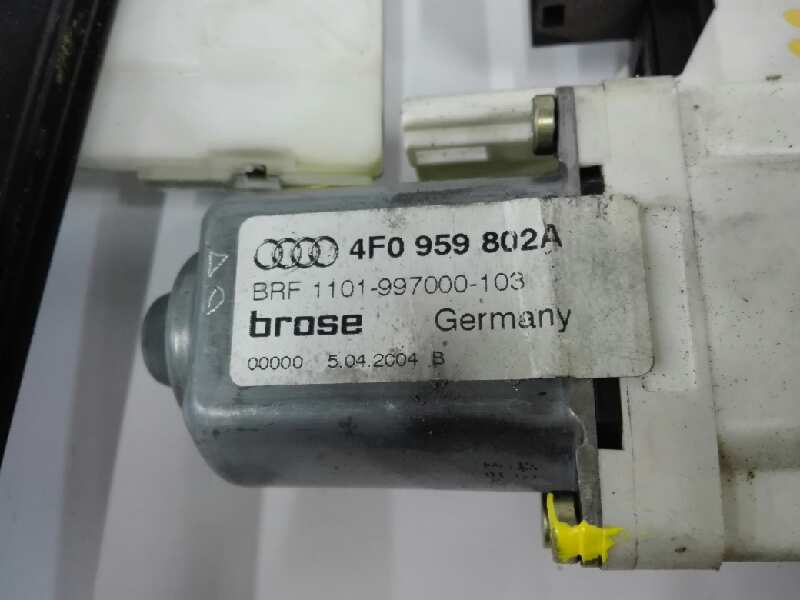 4F0 959 802A
BRF 1101-997000-103
brose Germany
00000 5.04.2004 B